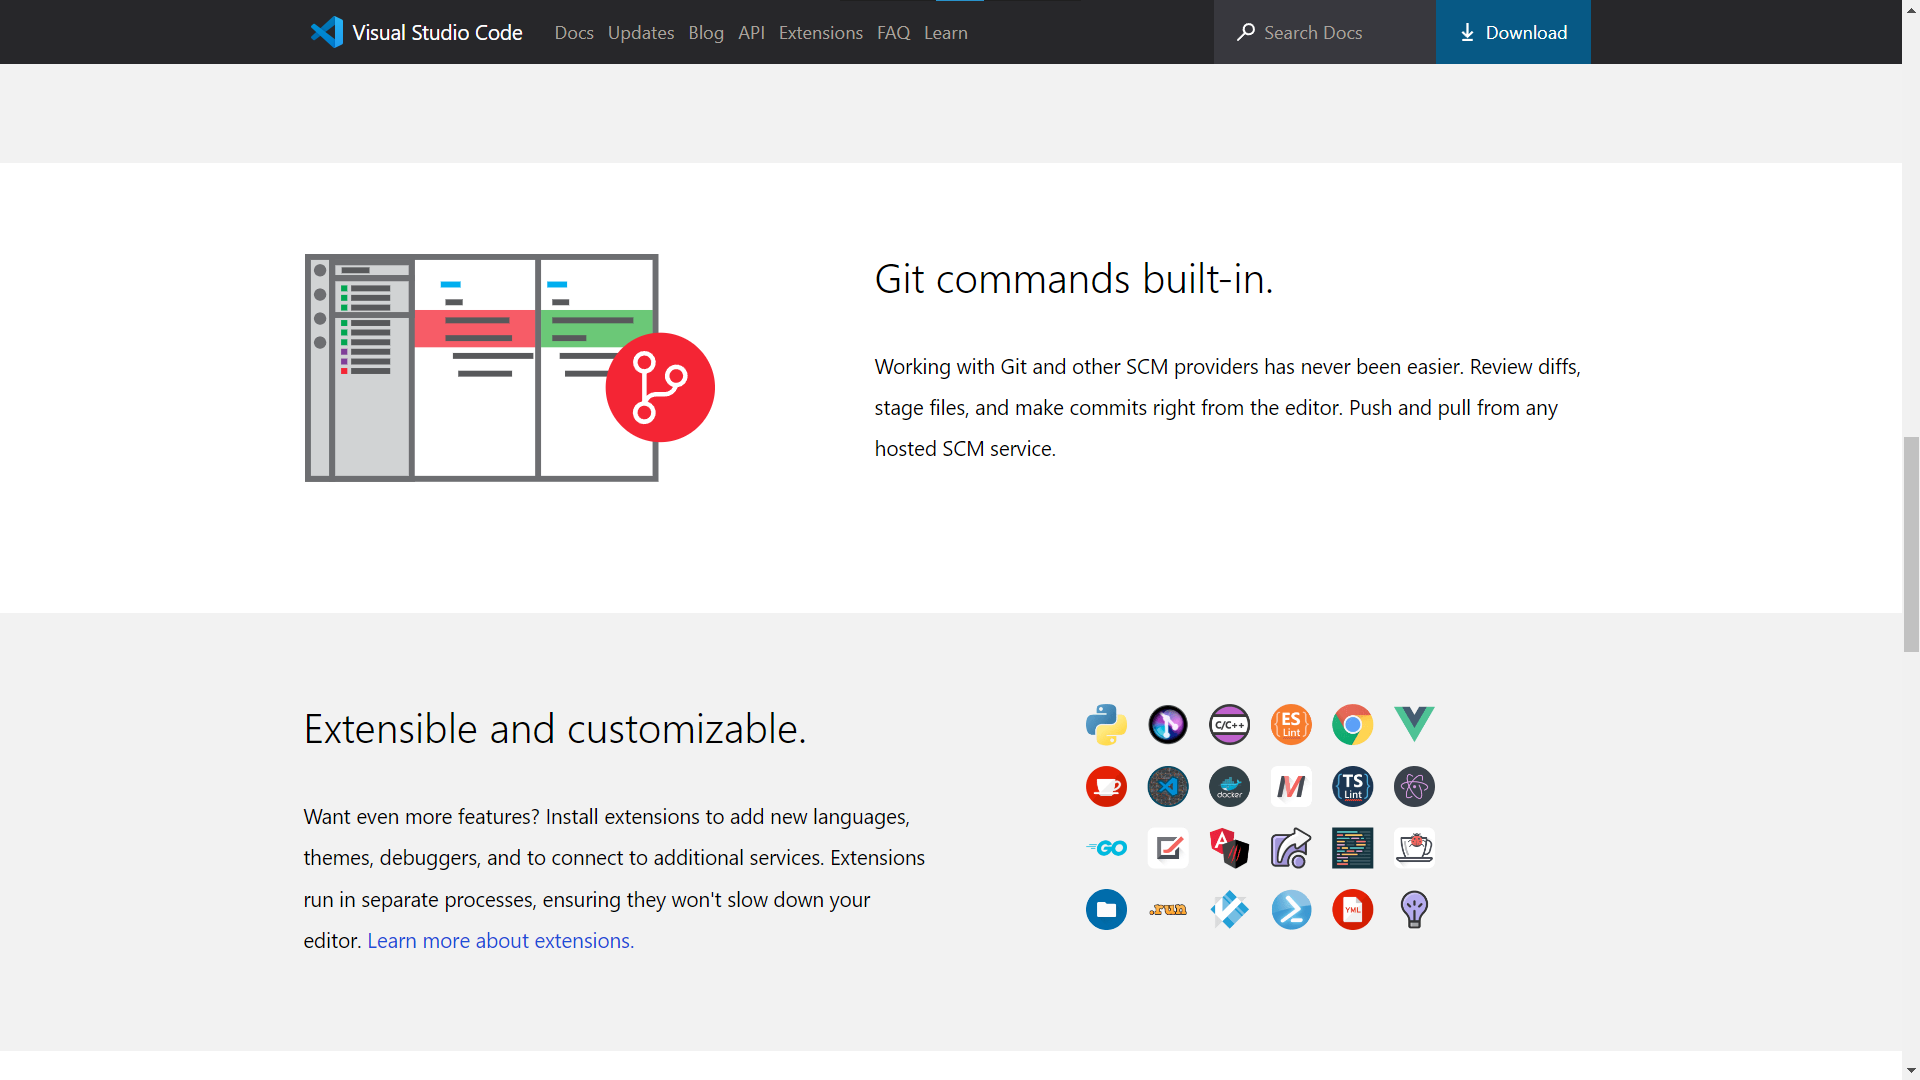 Visual Studio Code Docs Updates Blog API Extensions FAQ Learn Search Docs Download
Git commands built-in.
Working with Git and other SCM providers has never been easier. Review diffs,
stage files, and make commits right from the editor. Push and pull from any
hosted SCM service.
Extensible and customizable.
Want even more features? Install extensions to add new languages,
themes, debuggers, and to connect to additional services. Extensions
run in separate processes, ensuring they won't slow down your
editor. Learn more about extensions.
C/C++ ES Lint
docker M TS Lint
GO A
.run YML